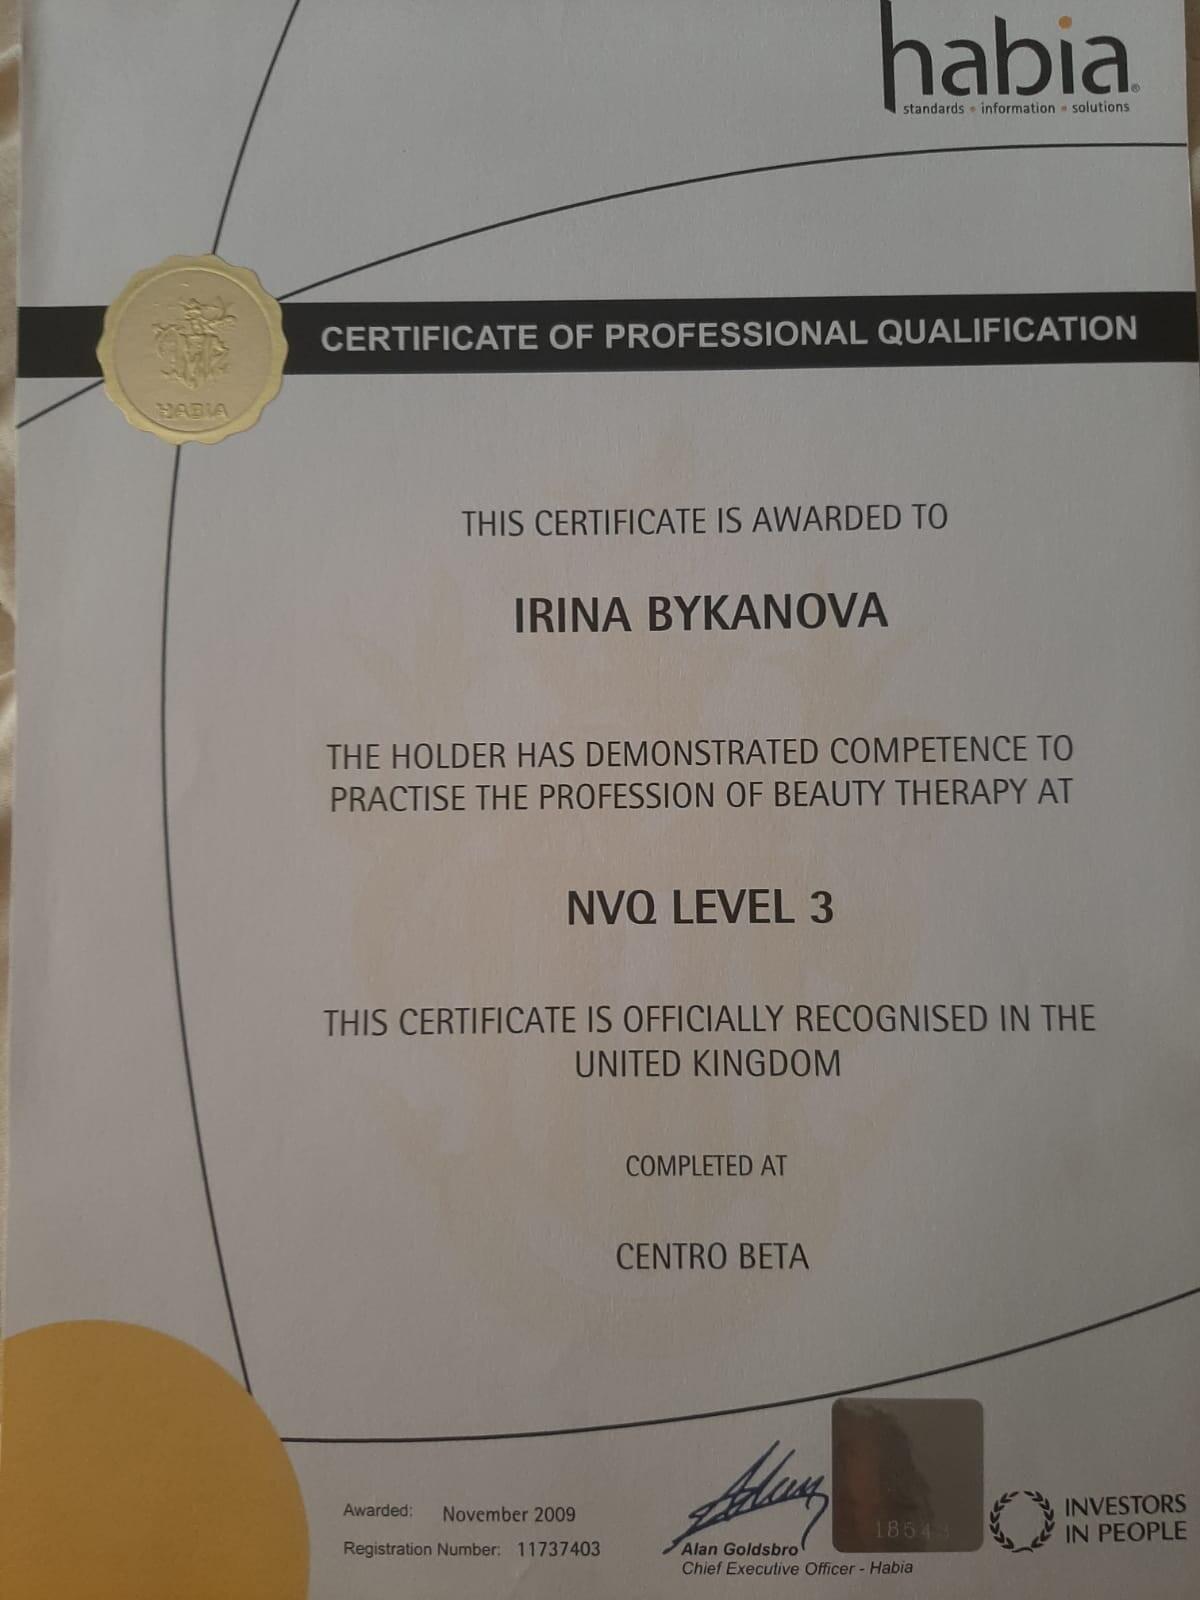 habia®
standards • information • solutions
CERTIFICATE OF PROFESSIONAL QUALIFICATION
HABIA
THIS CERTIFICATE IS AWARDED TO
IRINA BYKANOVA
THE HOLDER HAS DEMONSTRATED COMPETENCE TO
PRACTISE THE PROFESSION OF BEAUTY THERAPY AT
NVQ LEVEL 3
THIS CERTIFICATE IS OFFICIALLY RECOGNISED IN THE
UNITED KINGDOM
COMPLETED AT
CENTRO BETA
Awarded: November 2009
Registration Number: 11737403
Alan Goldsbro
Chief Executive Officer - Habia
INVESTORS
IN PEOPLE